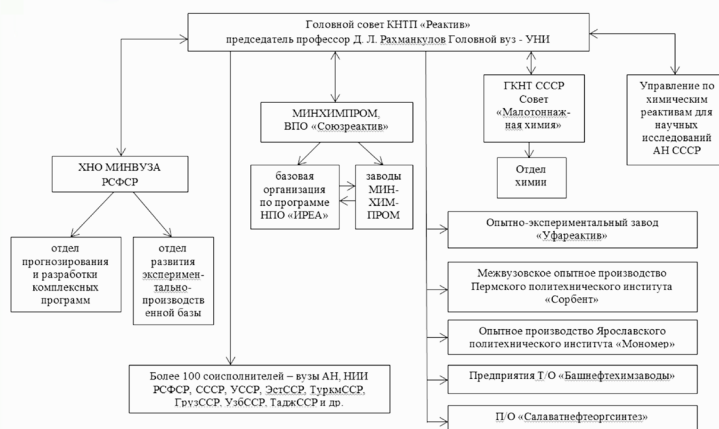 Головной совет КНТП «Реактив»
председатель профессор Д. Л. Рахманкулов Головной вуз - УНИ
МИНХИМПРОМ,
ВПО «Союзреактив»
ГКНТ СССР
Совет
«Малотоннаж-
ная химия»
Управление по
химическим
реактивам для
научных
исследований
АН СССР
ХНО МИНВУЗА
РСФСР
базовая
организация
по программе
НПО «ИРЕА»
заводы
МИН-
ХИМ-
ПРОМ
Отдел
химии
отдел
прогнозирования
и разработки
комплексных
программ
отдел
развития
эксперимен-
тально-
производств
енной базы
Опытно-экспериментальный завод
«Уфареактив»
Межвузовское опытное производство
Пермского политехнического института
«Сорбент»
Опытное производство Ярославского
политехнического института «Мономер»
Более 100 соисполнителей – вузы АН, НИИ
РСФСР, СССР, УССР, ЭстССР, ТуркмССР,
ГрузССР, УзбССР, ТаджССР и др.
Предприятия Т/О «Башнефтехимзаводы»
П/О «Салаватнефтеоргсинтез»